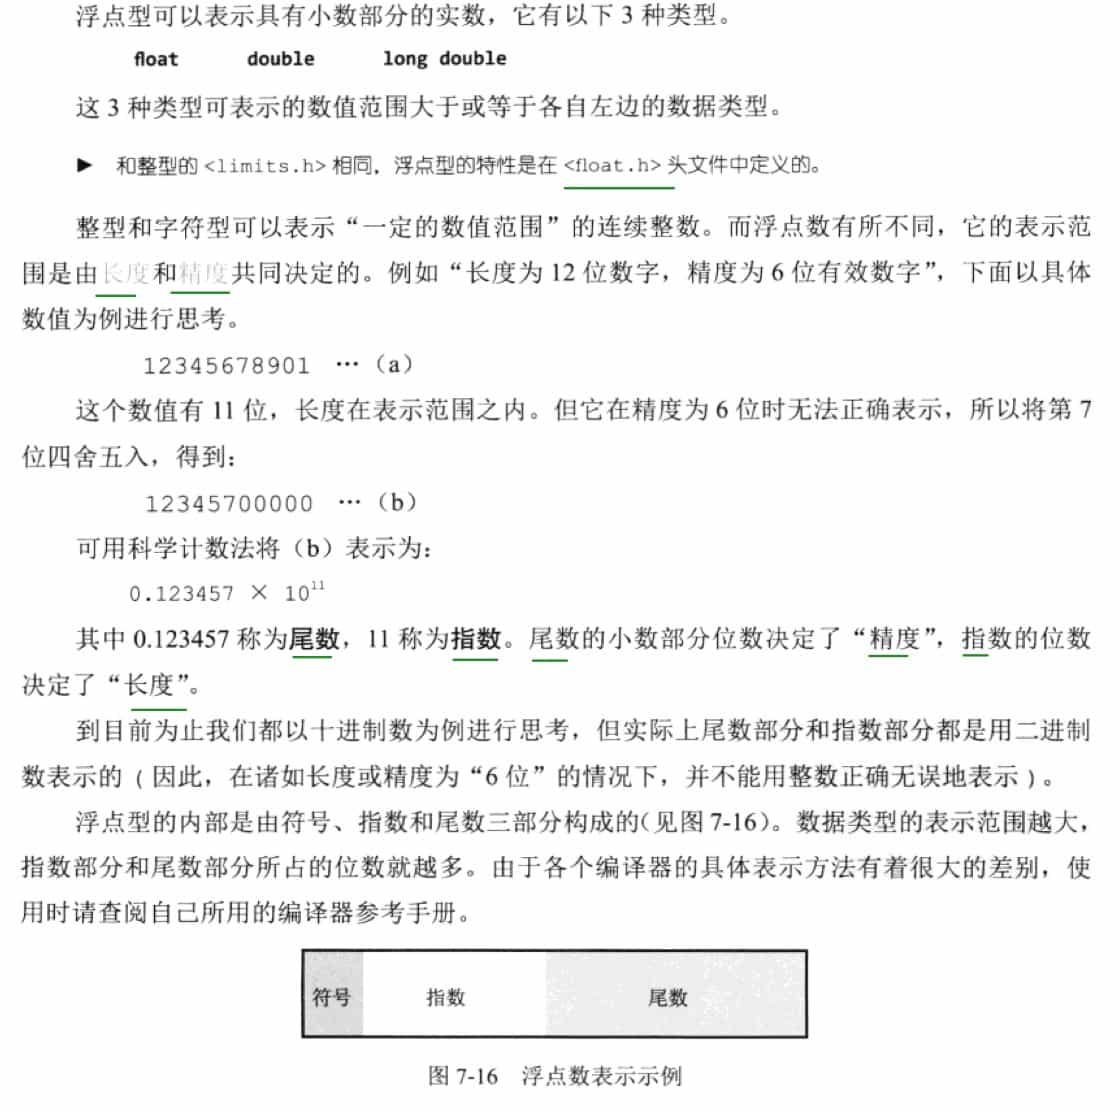 浮点型可以表示具有小数部分的实数，它有以下 3 种类型。
float double long double
这 3 种类型可表示的数值范围大于或等于各自左边的数据类型。
▶ 和整型的 <limits.h> 相同，浮点型的特性是在 <float.h> 头文件中定义的。
整型和字符型可以表示“一定的数值范围”的连续整数。而浮点数有所不同，它的表示范
围是由长度和精度共同决定的。例如“长度为 12 位数字，精度为 6 位有效数字”，下面以具体
数值为例进行思考。
12345678901 …（a）
这个数值有 11 位，长度在表示范围之内。但它在精度为 6 位时无法正确表示，所以将第 7
位四舍五入，得到：
12345700000 …（b）
可用科学计数法将（b）表示为：
0.123457 × 10¹¹
其中 0.123457 称为尾数，11 称为指数。尾数的小数部分位数决定了“精度”，指数的位数
决定了“长度”。
到目前为止我们都以十进制数为例进行思考，但实际上尾数部分和指数部分都是用二进制
数表示的（因此，在诸如长度或精度为“6 位”的情况下，并不能用整数正确无误地表示）。
浮点型的内部是由符号、指数和尾数三部分构成的（见图 7-16）。数据类型的表示范围越大，
指数部分和尾数部分所占的位数就越多。由于各个编译器的具体表示方法有着很大的差别，使
用时请查阅自己所用的编译器参考手册。
符号 指数 尾数
图 7-16 浮点数表示示例